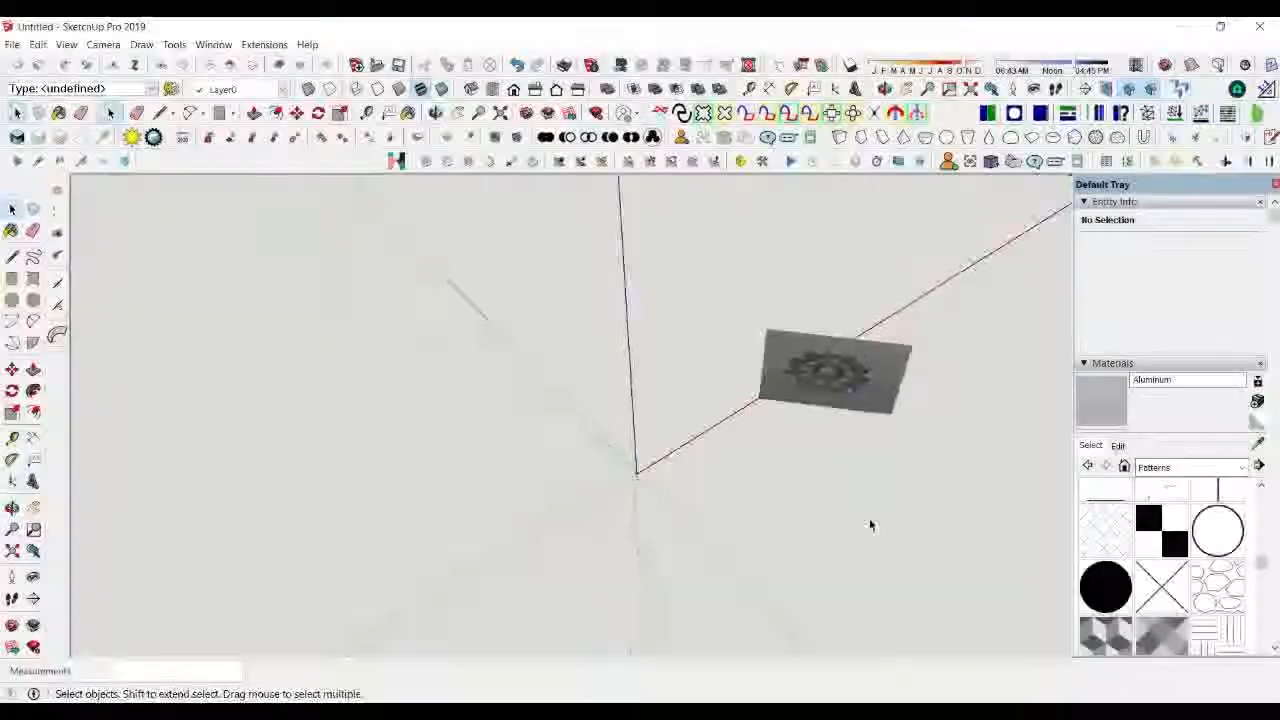 Untitled - SketchUp Pro 2019
File Edit View Camera Draw Tools Window Extensions Help
J F M A M J J A S O N D 06:43 AM Noon 04:45 PM
Type: <undefined> Layer0
Default Tray
Entity Info
No Selection
Materials
Aluminum
Select Edit
Patterns
Measurements
Select objects. Shift to extend select. Drag mouse to select multiple.